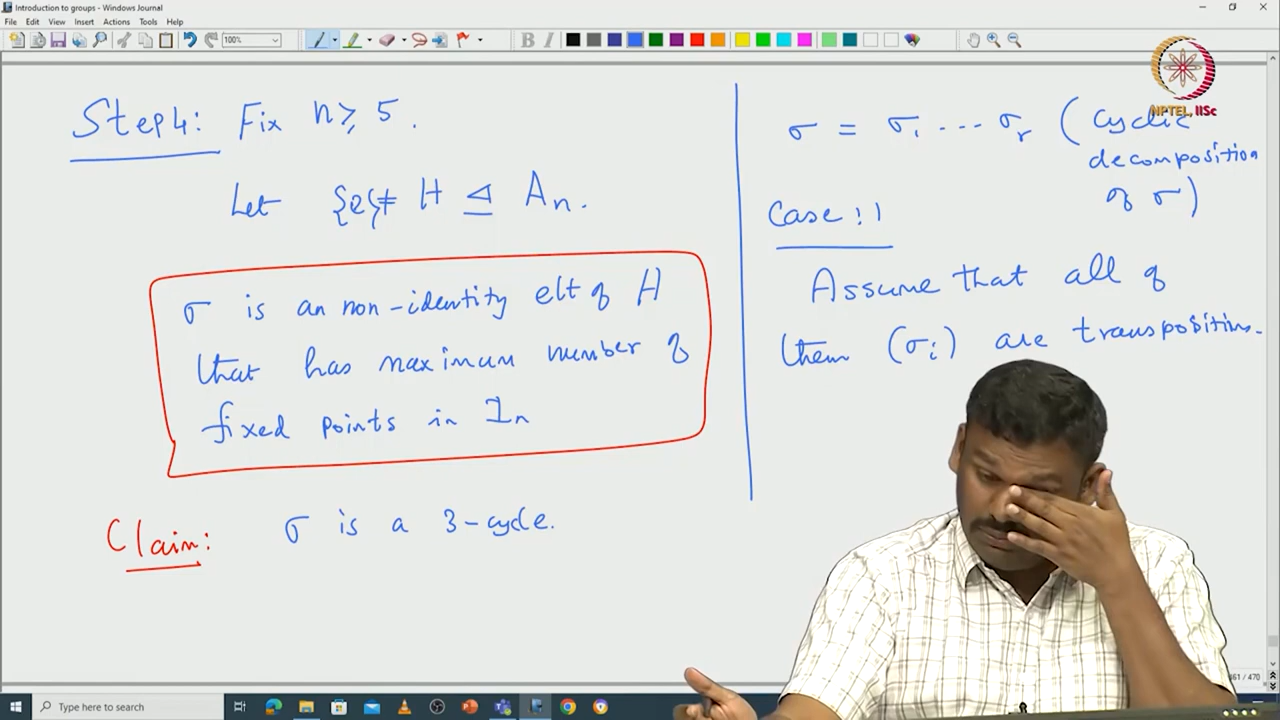 Introduction to groups - Windows Journal
File Edit View Insert Actions Tools Help
100%
B I
NPTEL, IISc
Step4: Fix n ≥ 5.
Let {e} ≠ H ⊴ An.
σ is an non-identity elt of H
that has maximum number of
fixed points in In
Claim: σ is a 3-cycle.
σ = σ1 ... σr (cyclic
decomposition
of σ)
Case:1
Assume that all of
them (σi) are transpositions.
461 / 470
Type here to search